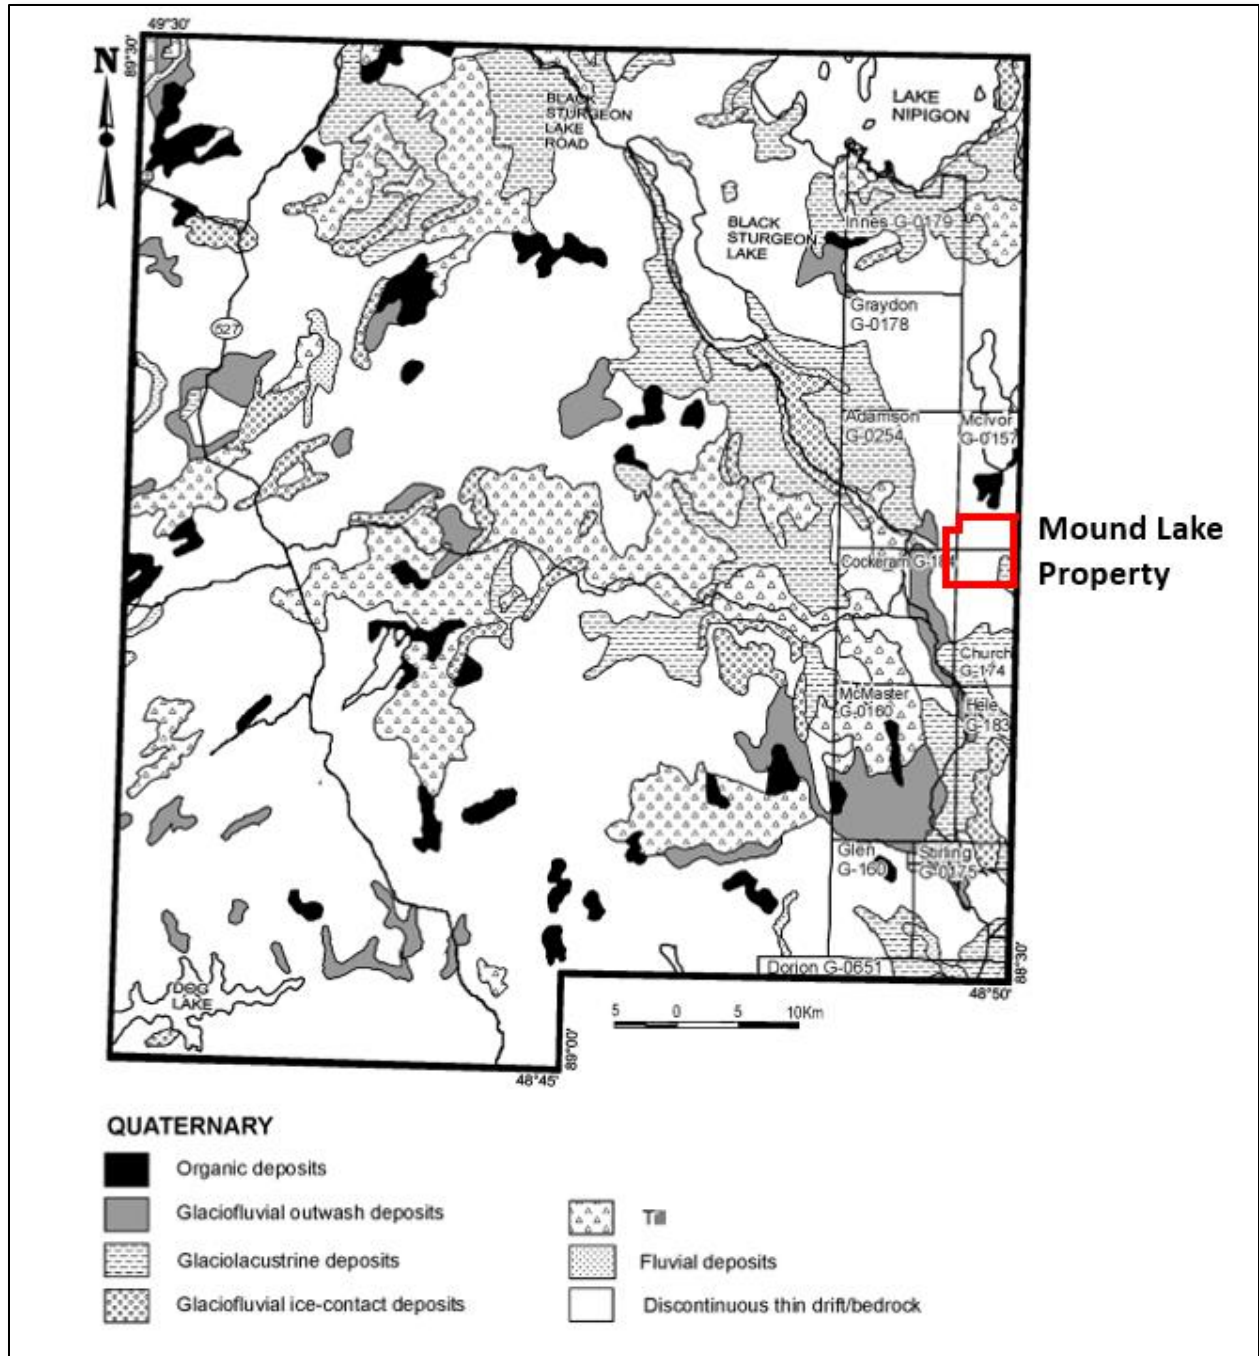 49°30'
89°30'
N
BLACK
STURGEON
LAKE
ROAD
LAKE
NIPIGON
BLACK
STURGEON
LAKE
Innes G-0179
Graydon
G-0178
527
Adamson
G-0254
McIvor
G-0157
Mound Lake
Property
Cockeram G-184
Church
G-174
McMaster
G-0160
Hele
G-183
Glen
G-160
Stirling
G-0175
DOG
LAKE
Dorion G-0651
88°30'
48°50'
5 0 5 10Km
89°00'
48°45'
QUATERNARY
Organic deposits
Glaciofluvial outwash deposits
Till
Glaciolacustrine deposits
Fluvial deposits
Glaciofluvial ice-contact deposits
Discontinuous thin drift/bedrock